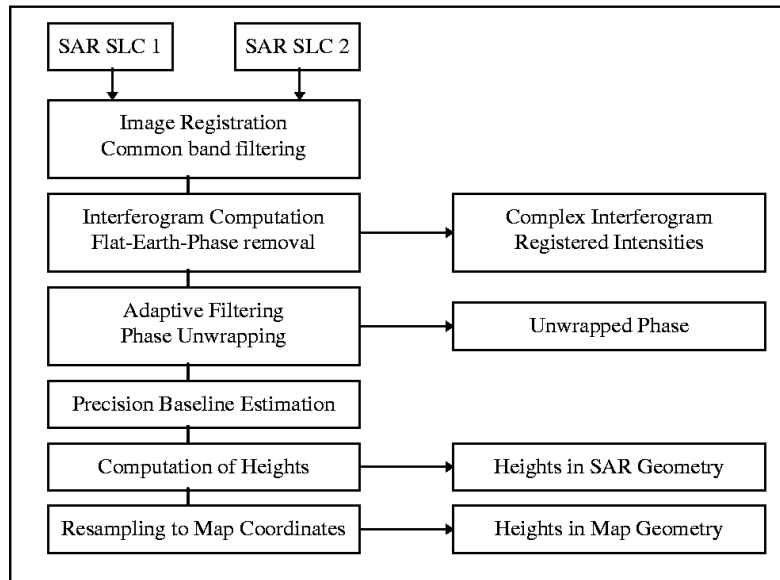 SAR SLC 1
SAR SLC 2
Image Registration
Common band filtering
Interferogram Computation
Flat-Earth-Phase removal
Complex Interferogram
Registered Intensities
Adaptive Filtering
Phase Unwrapping
Unwrapped Phase
Precision Baseline Estimation
Computation of Heights
Heights in SAR Geometry
Resampling to Map Coordinates
Heights in Map Geometry